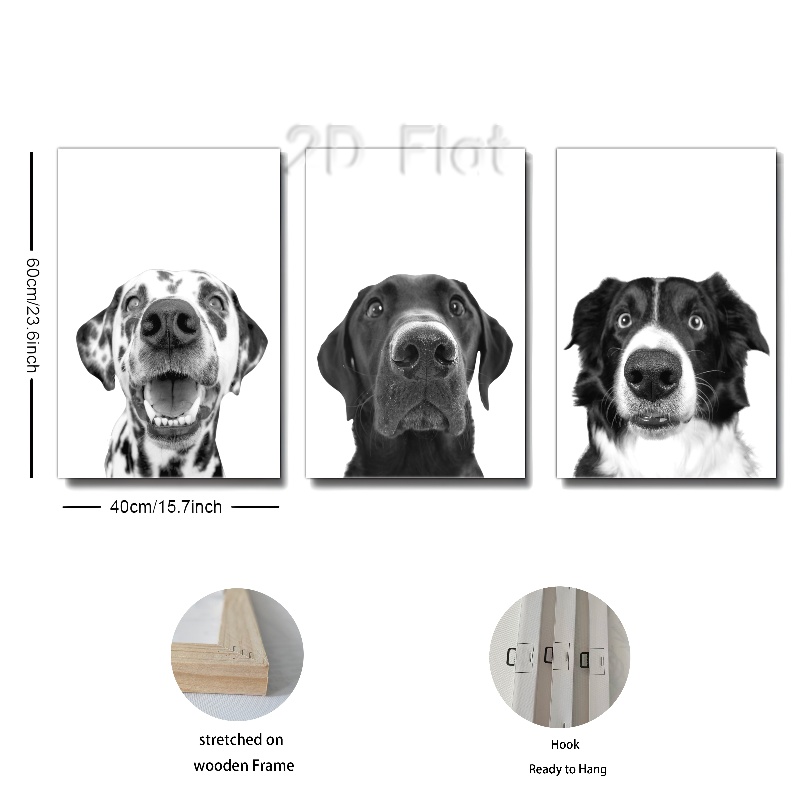 2D Flat
60cm/23.6inch
40cm/15.7inch
stretched on
wooden Frame
Hook
Ready to Hang